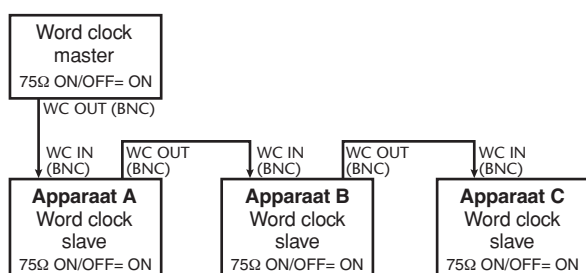 Word clock
master
75Ω ON/OFF= ON
WC OUT (BNC)
WC IN
(BNC)
WC OUT
(BNC)
WC IN
(BNC)
WC OUT
(BNC)
WC IN
(BNC)
Apparaat A
Word clock
slave
75Ω ON/OFF= ON
Apparaat B
Word clock
slave
75Ω ON/OFF= ON
Apparaat C
Word clock
slave
75Ω ON/OFF= ON